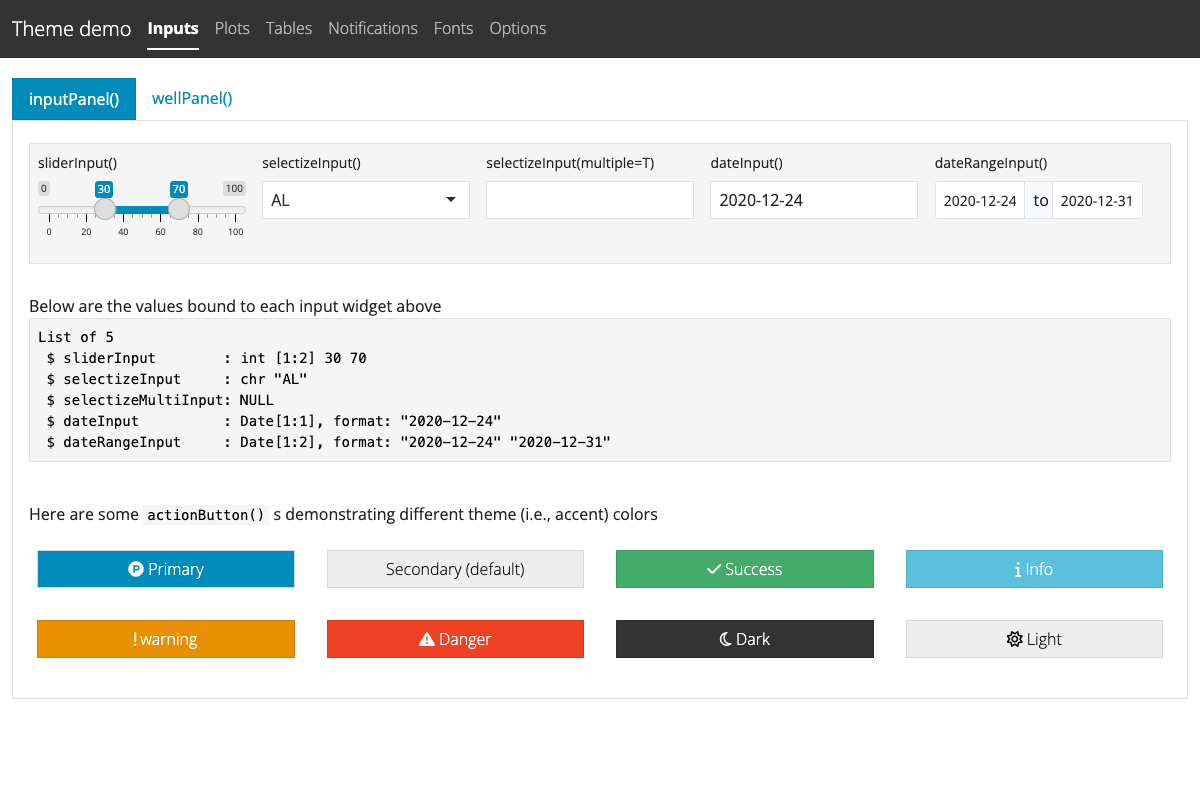 Theme demo Inputs Plots Tables Notifications Fonts Options
inputPanel() wellPanel()
sliderInput() selectizeInput() selectizeInput(multiple=T) dateInput() dateRangeInput()
0 30 70 100
AL 2020-12-24 2020-12-24 to 2020-12-31
0 20 40 60 80 100
Below are the values bound to each input widget above
List of 5
$ sliderInput : int [1:2] 30 70
$ selectizeInput : chr "AL"
$ selectizeMultiInput: NULL
$ dateInput : Date[1:1], format: "2020-12-24"
$ dateRangeInput : Date[1:2], format: "2020-12-24" "2020-12-31"
Here are some actionButton() s demonstrating different theme (i.e., accent) colors
Primary Secondary (default) Success Info
warning Danger Dark Light